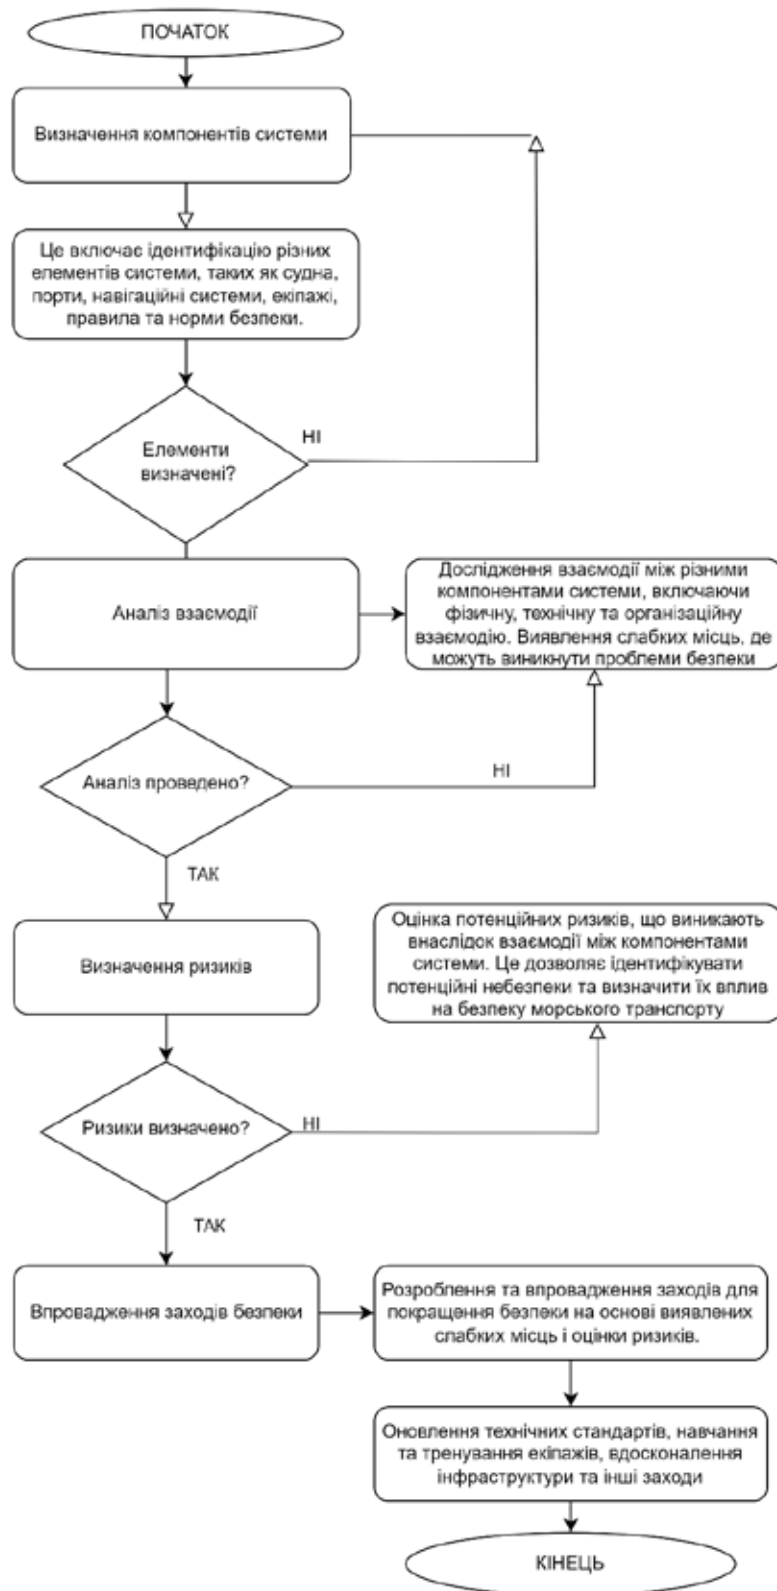 ПОЧАТОК
Визначення компонентів системи
Це включає ідентифікацію різних
елементів системи, таких як судна,
порти, навігаційні системи, екіпажі,
правила та норми безпеки.
НІ
Елементи
визначені?
Аналіз взаємодії
Дослідження взаємодії між різними
компонентами системи, включаючи
фізичну, технічну та організаційну
взаємодію. Виявлення слабких місць, де
можуть виникнути проблеми безпеки
Аналіз проведено?
НІ
ТАК
Визначення ризиків
Оцінка потенційних ризиків, що виникають
внаслідок взаємодії між компонентами
системи. Це дозволяє ідентифікувати
потенційні небезпеки та визначити їх вплив
на безпеку морського транспорту
Ризики визначено?
НІ
ТАК
Впровадження заходів безпеки
Розроблення та впровадження заходів для
покращення безпеки на основі виявлених
слабких місць і оцінки ризиків.
Оновлення технічних стандартів, навчання
та тренування екіпажів, вдосконалення
інфраструктури та інші заходи
КІНЕЦЬ